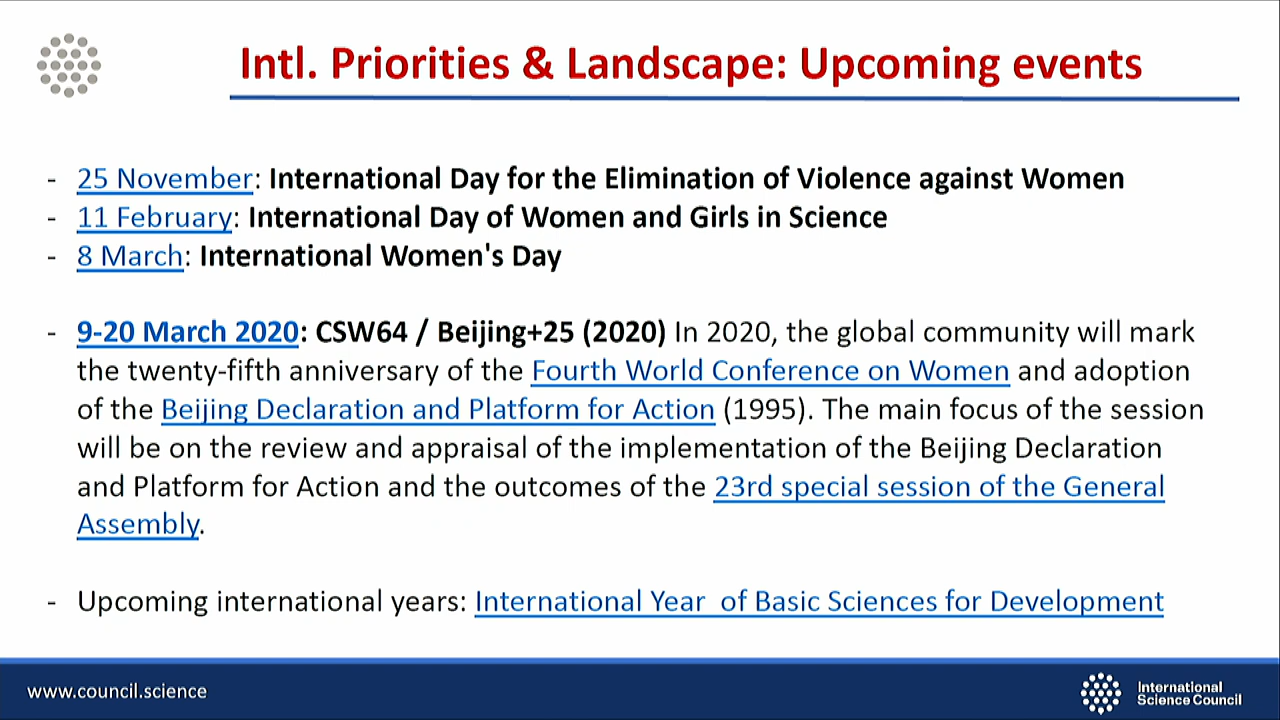 Intl. Priorities & Landscape: Upcoming events
- 25 November: International Day for the Elimination of Violence against Women
- 11 February: International Day of Women and Girls in Science
- 8 March: International Women's Day
- 9-20 March 2020: CSW64 / Beijing+25 (2020) In 2020, the global community will mark
the twenty-fifth anniversary of the Fourth World Conference on Women and adoption
of the Beijing Declaration and Platform for Action (1995). The main focus of the session
will be on the review and appraisal of the implementation of the Beijing Declaration
and Platform for Action and the outcomes of the 23rd special session of the General
Assembly.
- Upcoming international years: International Year of Basic Sciences for Development
www.council.science
International
Science Council